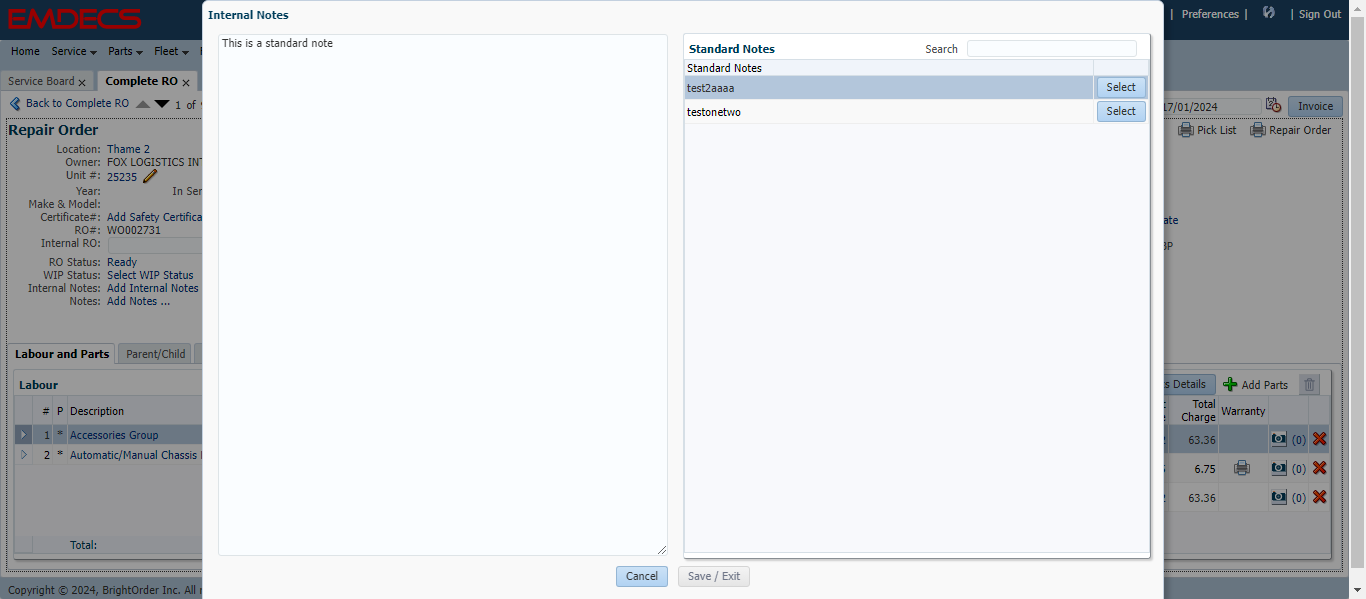 EMDECS
Internal Notes
| Preferences | | Sign Out
Home Service Parts Fleet
Service Board x Complete RO x
Back to Complete RO 1 of
17/01/2024 Invoice
Pick List Repair Order
Repair Order
Location: Thame 2
Owner: FOX LOGISTICS INT
Unit #: 25235
Year: In Ser
Make & Model:
Certificate#: Add Safety Certifica
RO#: WO002731
Internal RO:
RO Status: Ready
WIP Status: Select WIP Status
Internal Notes: Add Internal Notes
Notes: Add Notes ...
This is a standard note
Standard Notes Search
Standard Notes
test2aaaa Select
testonetwo Select
Cancel Save / Exit
ate
BP
Labour and Parts Parent/Child
Labour
# P Description
1 * Accessories Group
2 * Automatic/Manual Chassis
Total:
s Details Add Parts
Total Charge Warranty
63.36 (0)
6.75 (0)
63.36 (0)
Copyright © 2024, BrightOrder Inc. All